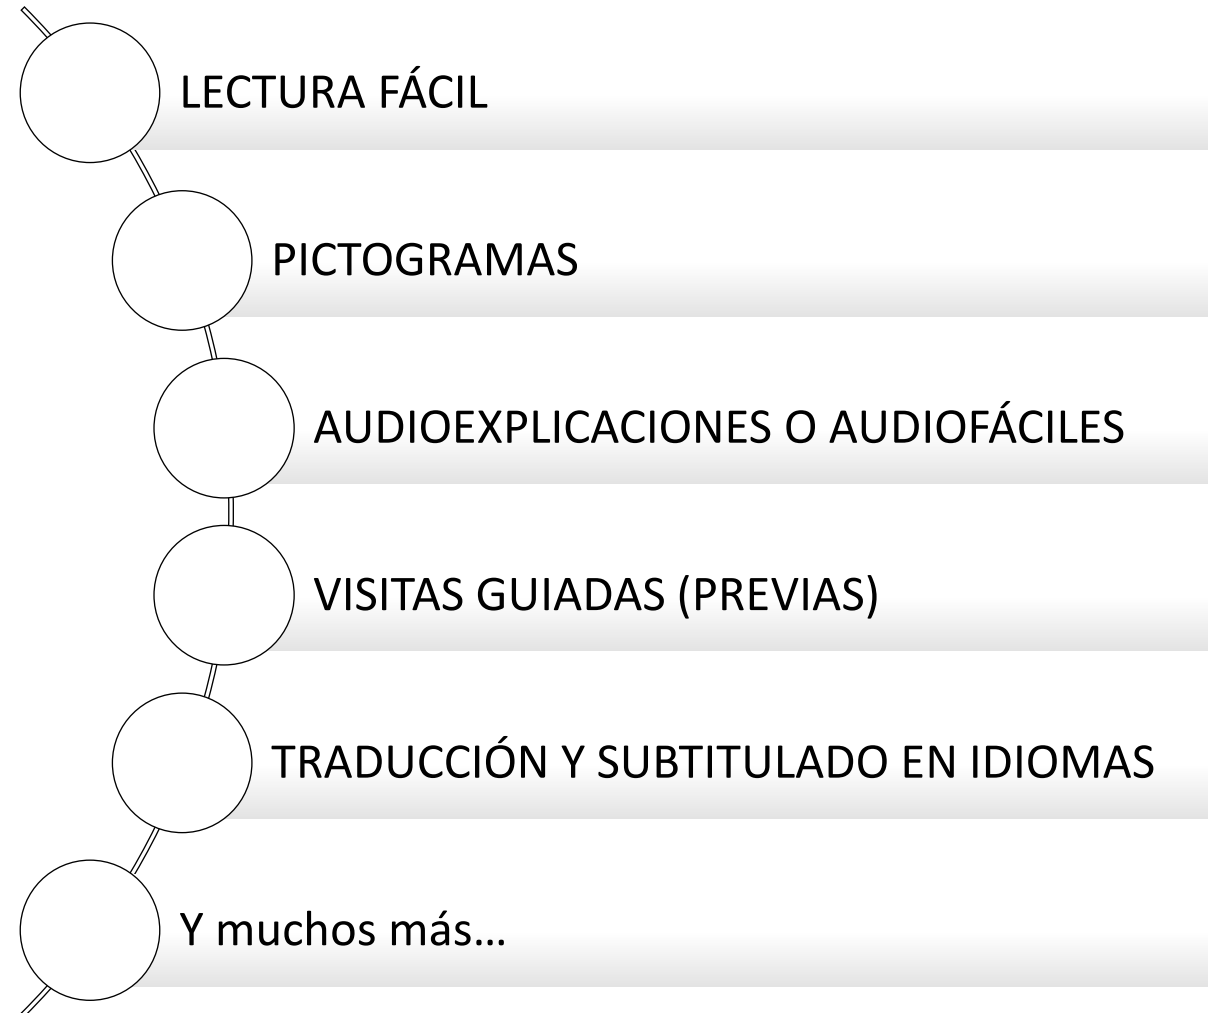 LECTURA FÁCIL
PICTOGRAMAS
AUDIOEXPLICACIONES O AUDIOFÁCILES
VISITAS GUIADAS (PREVIAS)
TRADUCCIÓN Y SUBTITULADO EN IDIOMAS
Y muchos más...